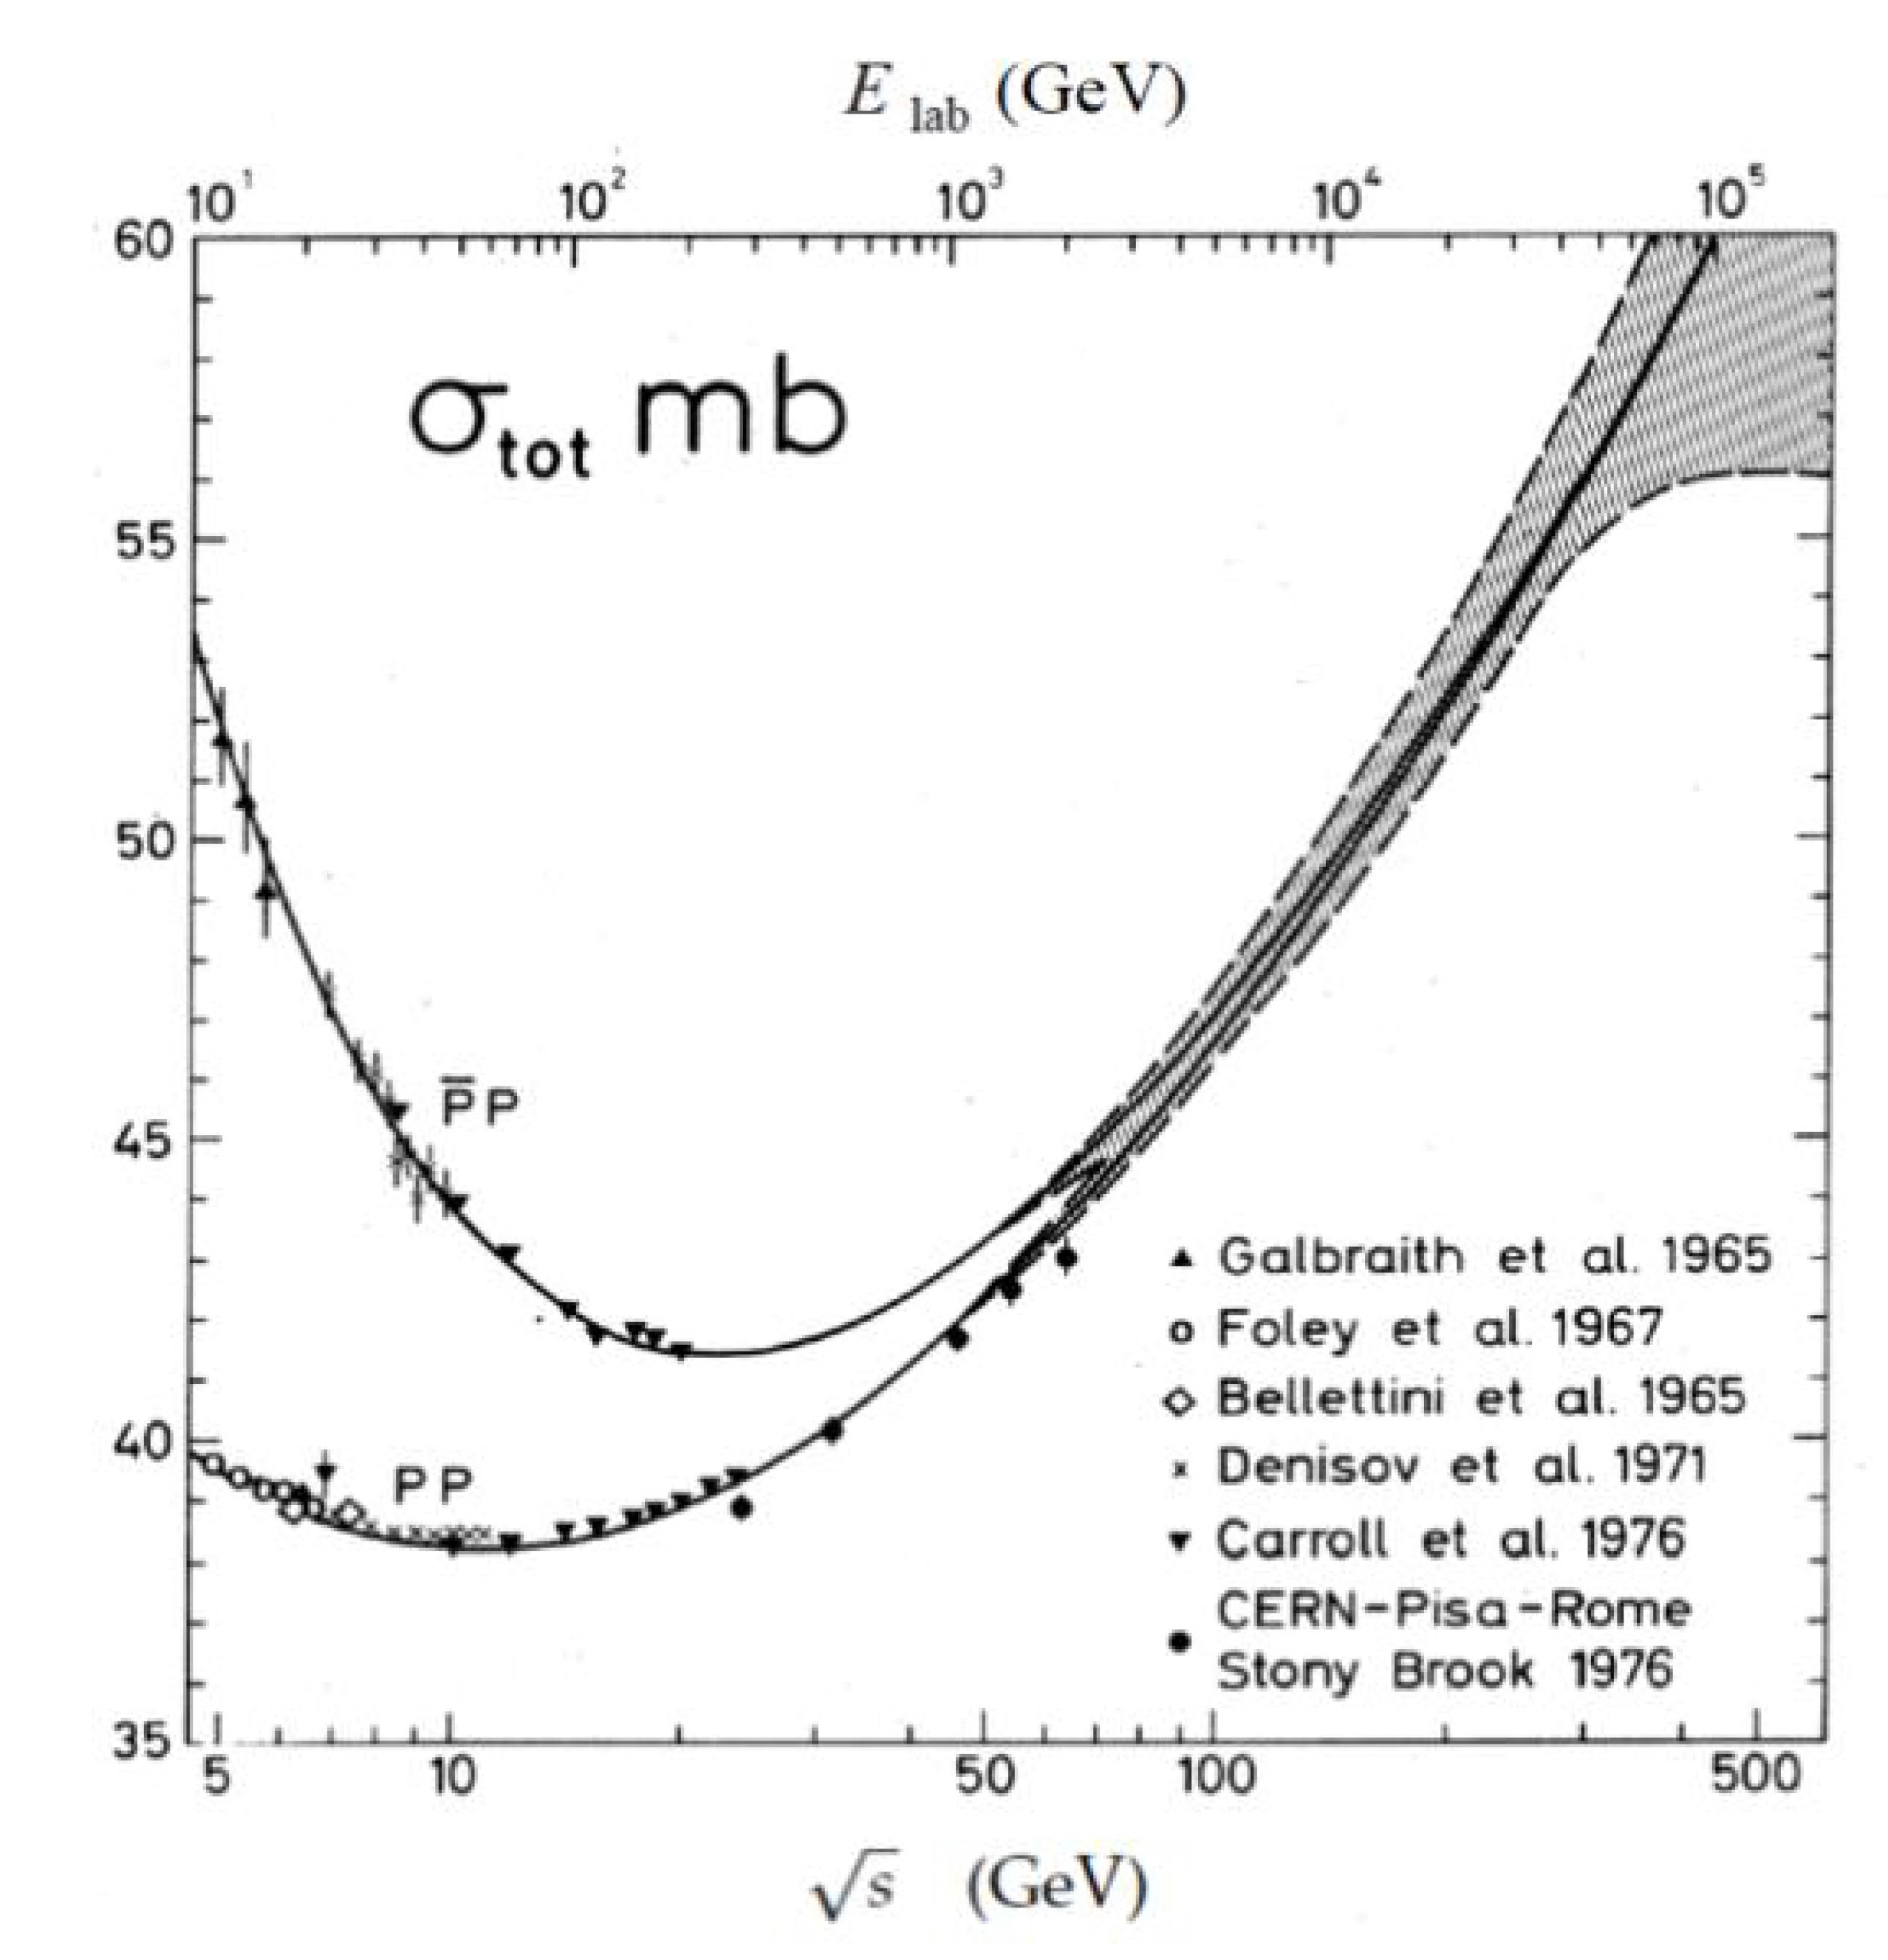 E lab (GeV)
10¹ 10² 10³ 10⁴ 10⁵
60
σtot mb
55
50
p̄p
45
Galbraith et al. 1965
Foley et al. 1967
Bellettini et al. 1965
40
PP
Denisov et al. 1971
Carroll et al. 1976
CERN-Pisa-Rome
Stony Brook 1976
35
5 10 50 100 500
√s (GeV)